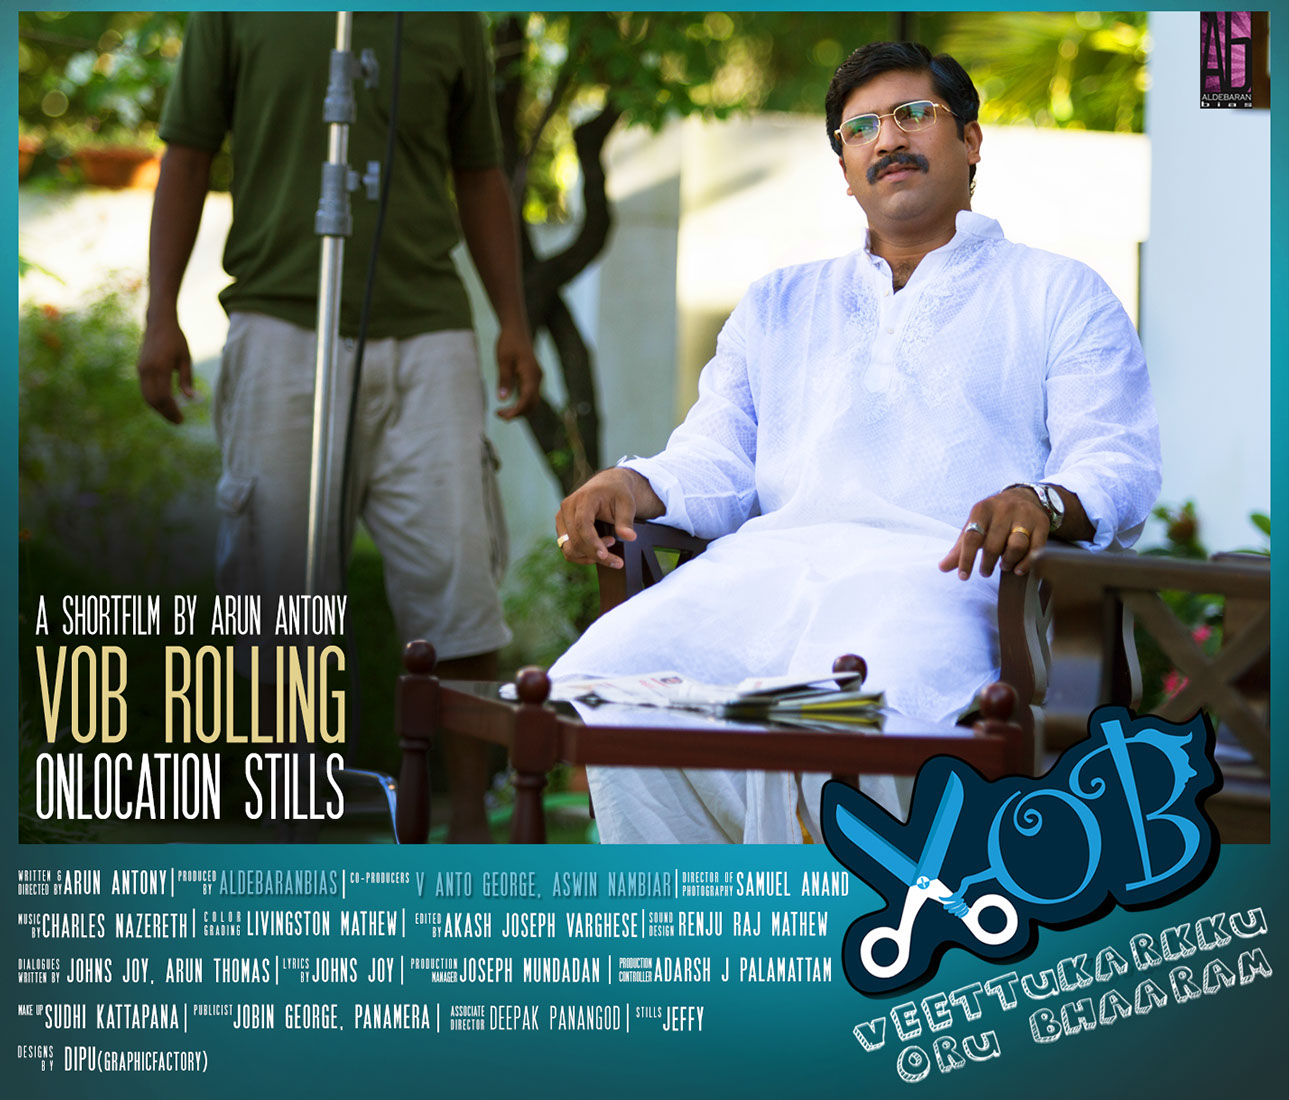 Ab
ALDEBARAN
bias
A SHORTFILM BY ARUN ANTONY
VOB ROLLING
ONLOCATION STILLS
WRITTEN & DIRECTED BY ARUN ANTONY | PRODUCED BY ALDEBARANBIAS | CO-PRODUCERS V ANTO GEORGE, ASWIN NAMBIAR | DIRECTOR OF PHOTOGRAPHY SAMUEL ANAND
MUSIC BY CHARLES NAZERETH | COLOR GRADING LIVINGSTON MATHEW | EDITED BY AKASH JOSEPH VARGHESE | SOUND DESIGN RENJU RAJ MATHEW
DIALOGUES WRITTEN BY JOHNS JOY, ARUN THOMAS | LYRICS BY JOHNS JOY | PRODUCTION MANAGER JOSEPH MUNDADAN | PRODUCTION CONTROLLER ADARSH J PALAMATTAM
MAKE UP SUDHI KATTAPANA | PUBLICIST JOBIN GEORGE, PANAMERA | ASSOCIATE DIRECTOR DEEPAK PANANGOD | STILLS JEFFY
DESIGNS BY DIPU(GRAPHICFACTORY)
VOB
VEETTUKARKKU
ORU BHAARAM